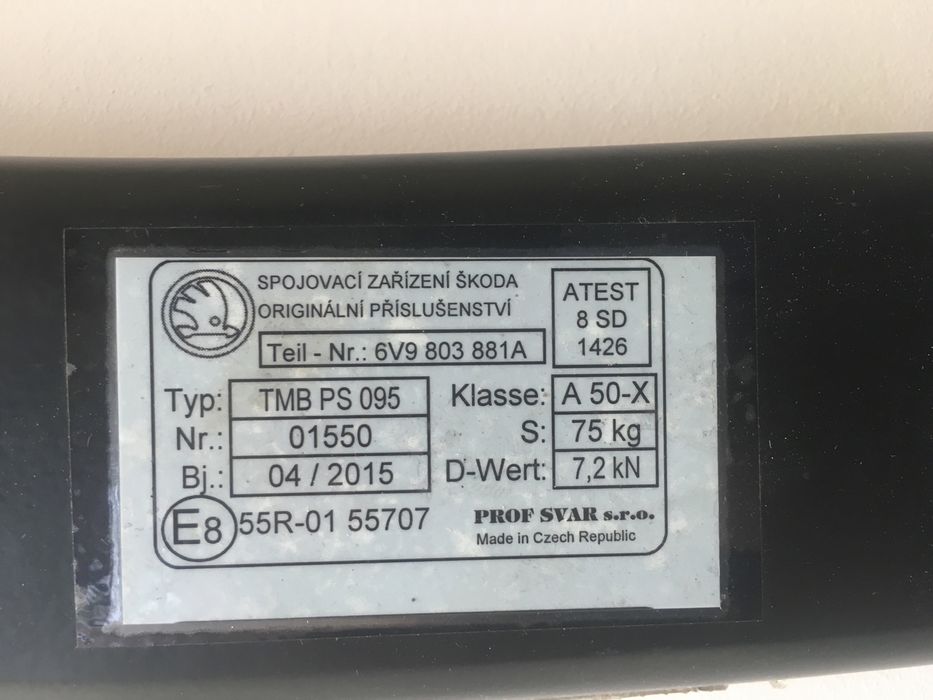 SPOJOVACÍ ZAŘÍZENÍ ŠKODA
ORIGINÁLNÍ PŘÍSLUŠENSTVÍ
Teil - Nr.: 6V9 803 881A
ATEST
8 SD
1426
Typ: TMB PS 095
Nr.: 01550
Bj.: 04 / 2015
Klasse: A 50-X
S: 75 kg
D-Wert: 7,2 kN
E8 55R-01 55707
PROF SVAR s.r.o.
Made in Czech Republic